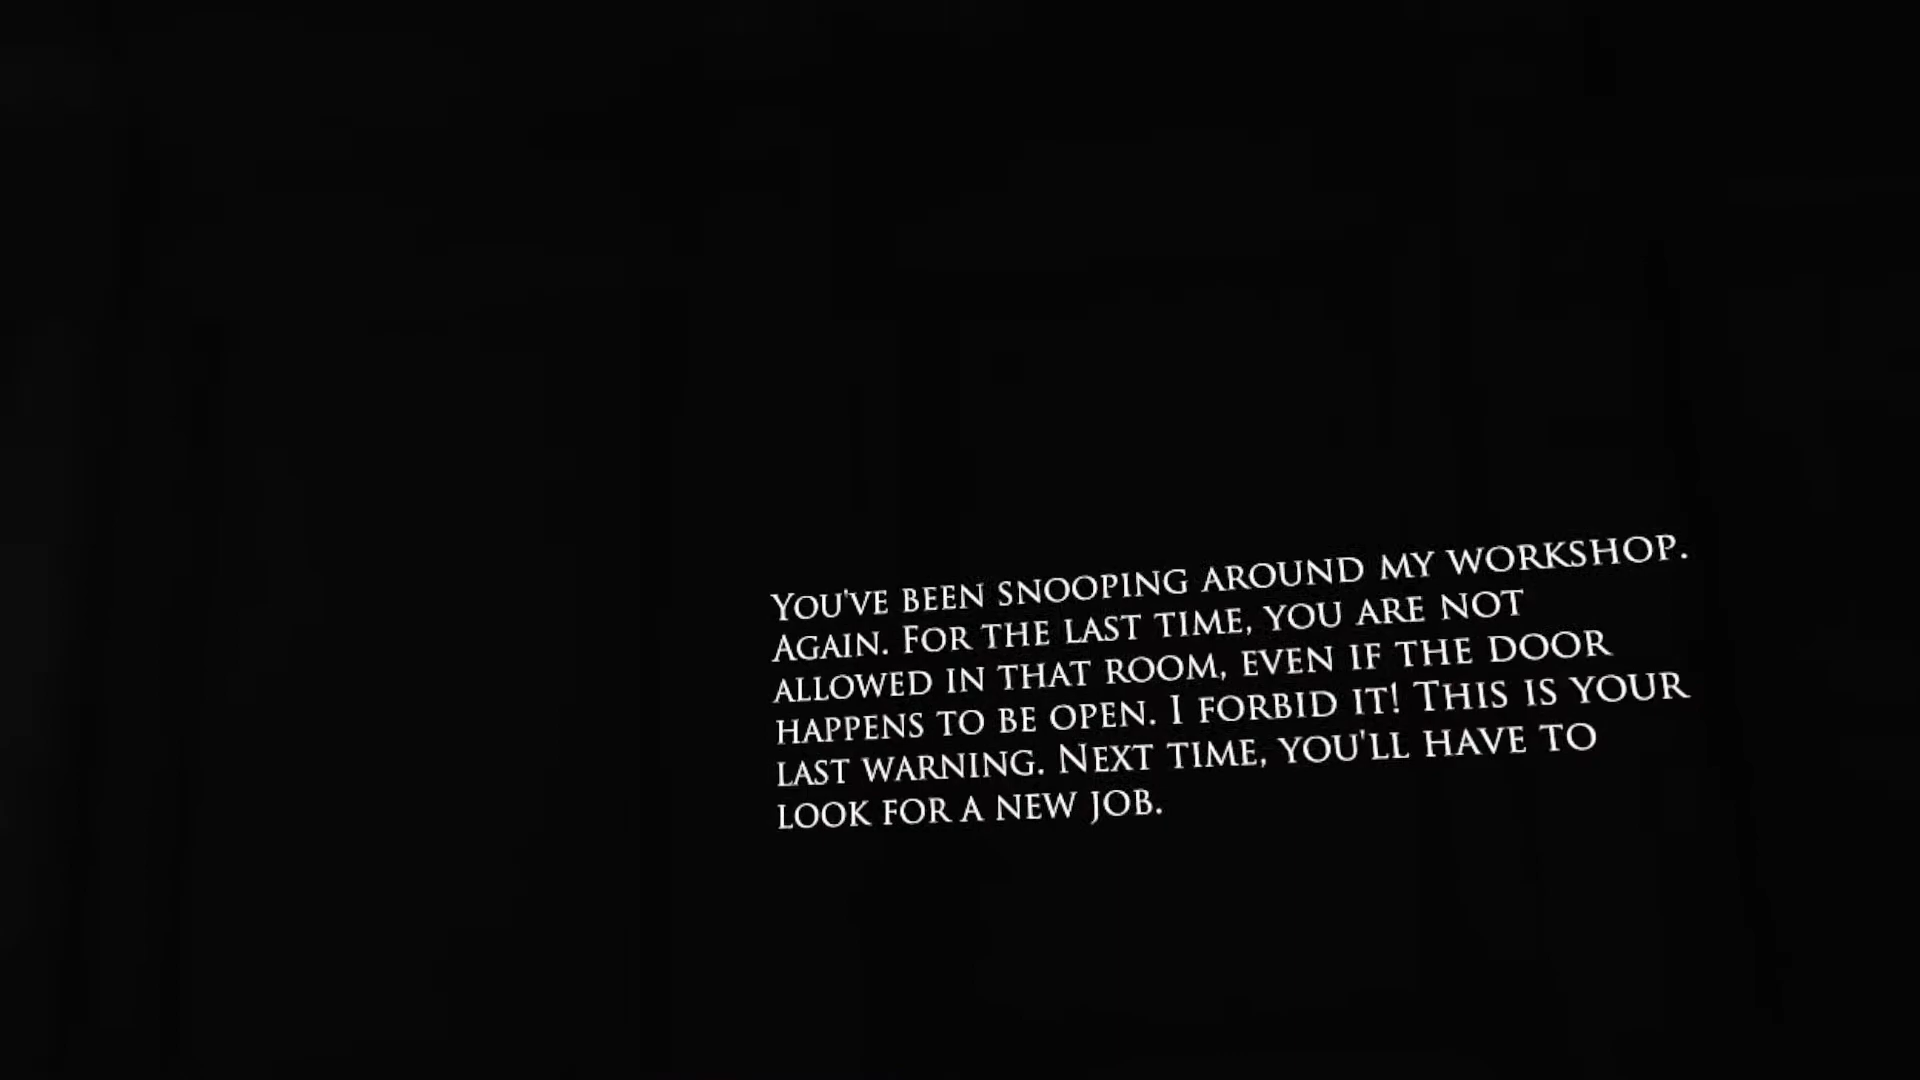 You've been snooping around my workshop.
Again. For the last time, you are not
allowed in that room, even if the door
happens to be open. I forbid it! This is your
last warning. Next time, you'll have to
look for a new job.